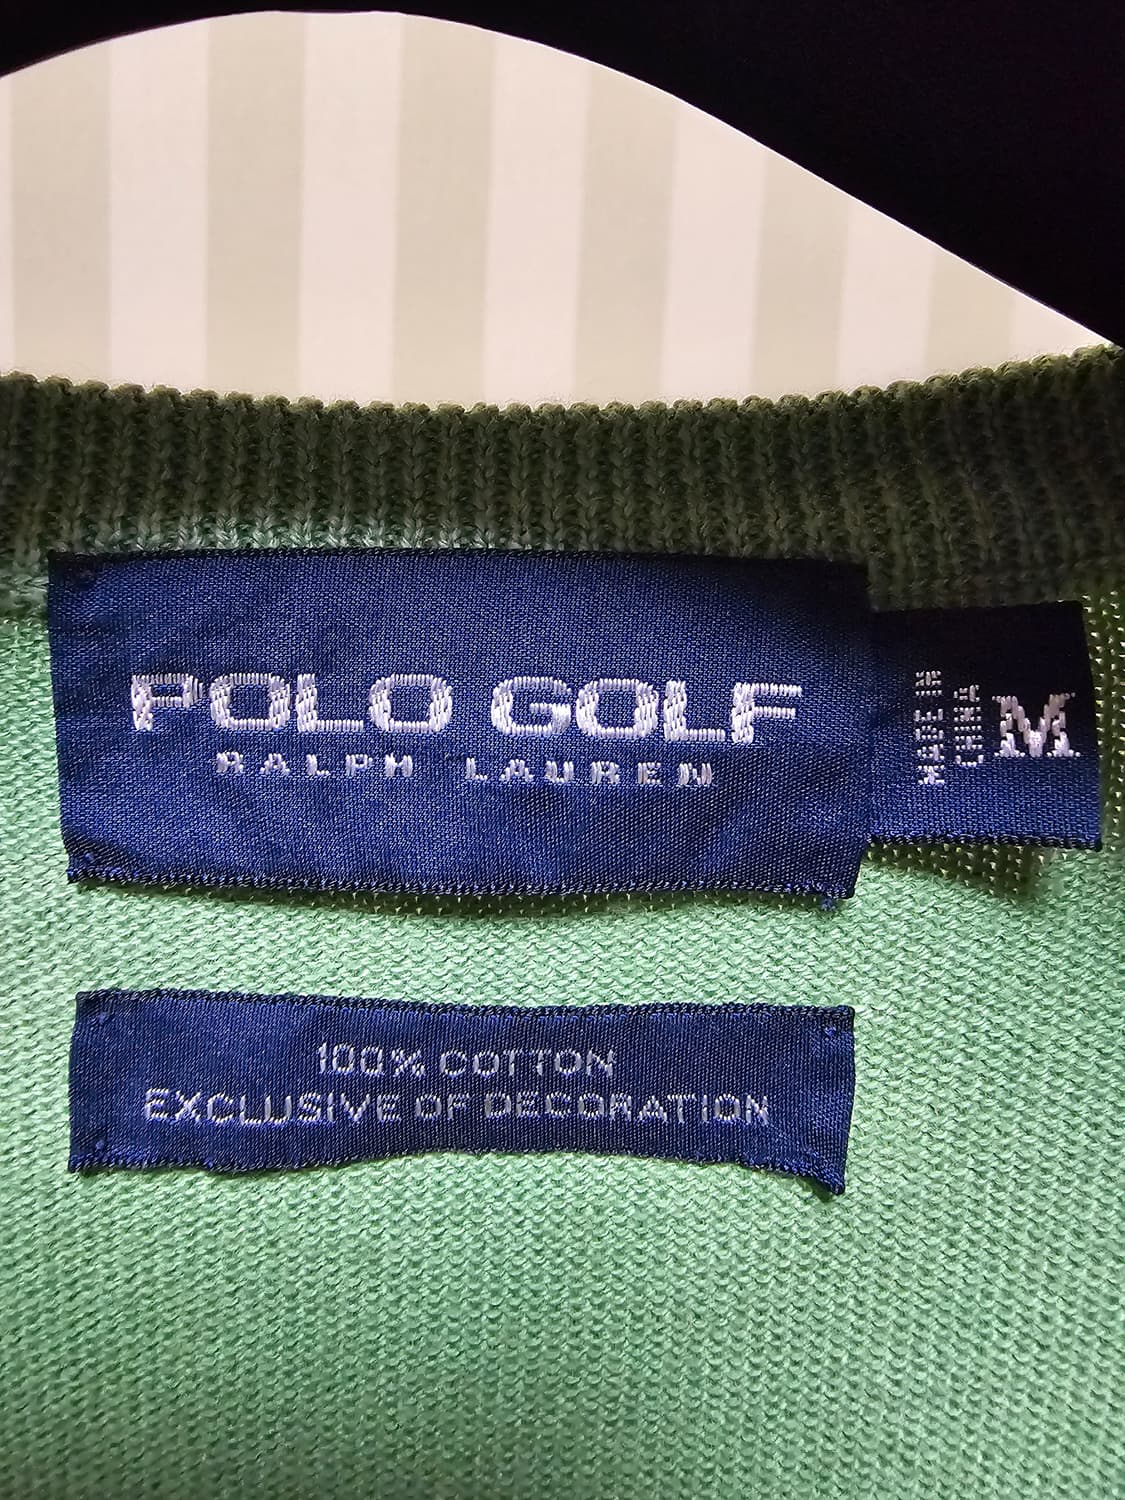 POLO GOLF
RALPH LAUREN
MADE IN
CHINA
M
100% COTTON
EXCLUSIVE OF DECORATION